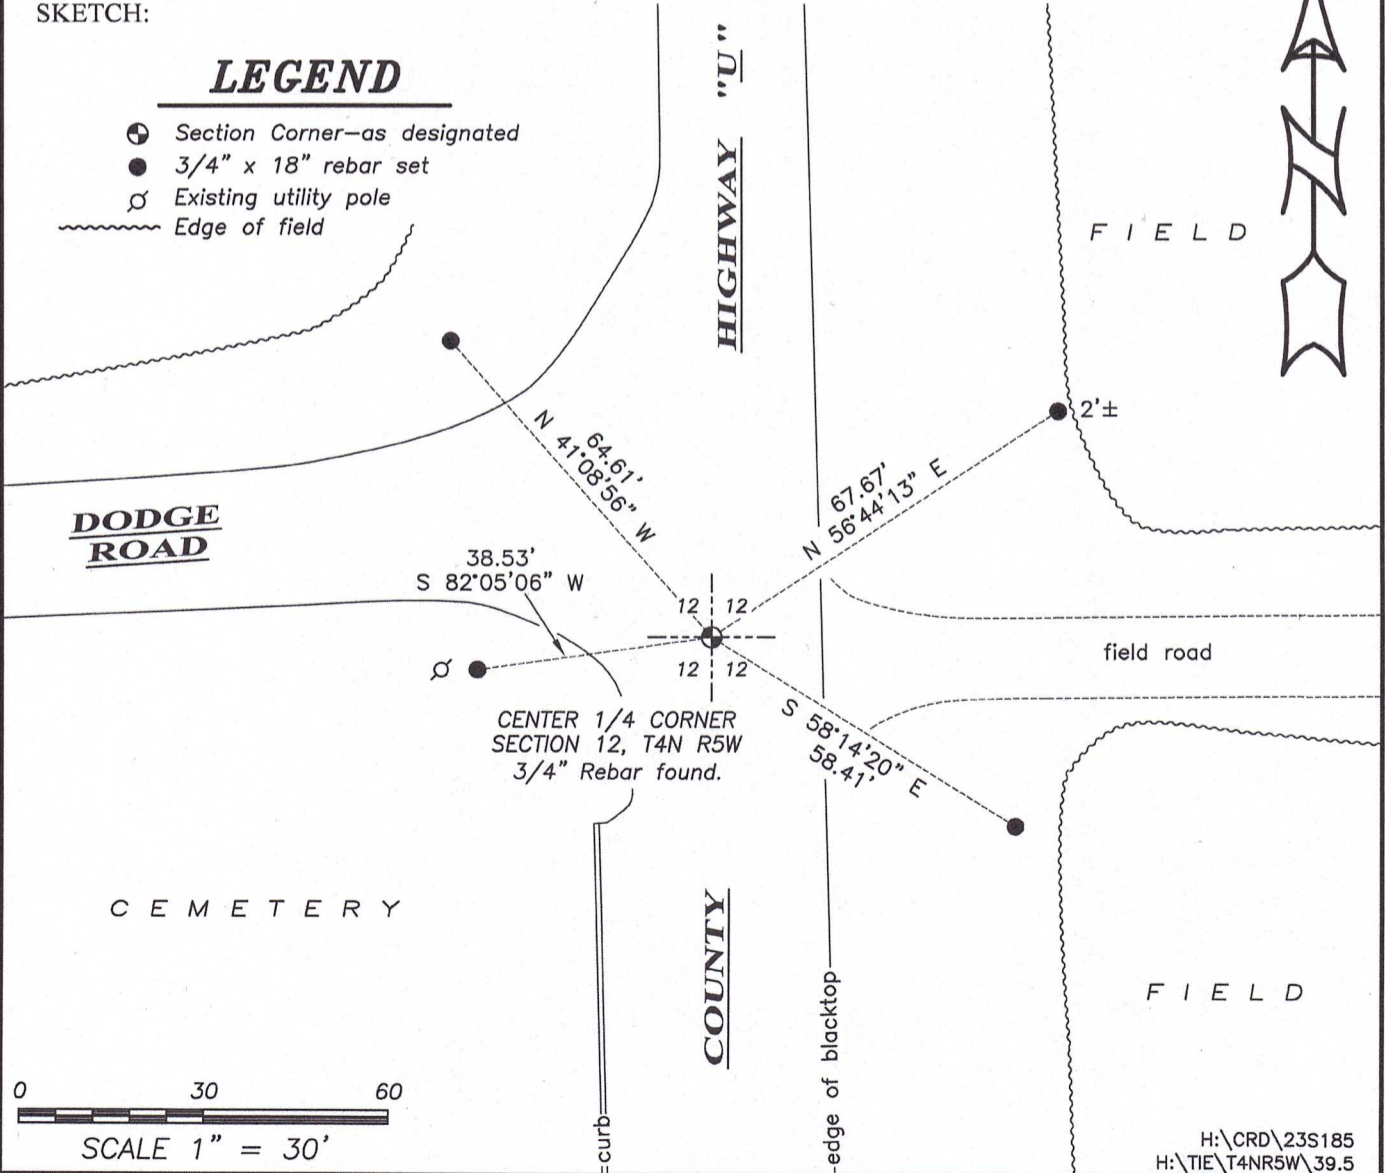 SKETCH:
LEGEND
Section Corner—as designated
3/4" x 18" rebar set
Existing utility pole
Edge of field
HIGHWAY "U"
N
FIELD
2'±
64.61'
N 41°08'56" W
67.67'
N 56°44'13" E
DODGE
ROAD
38.53'
S 82°05'06" W
12 12
12 12
field road
CENTER 1/4 CORNER
SECTION 12, T4N R5W
3/4" Rebar found.
S 58°14'20" E
58.41'
CEMETERY
COUNTY
edge of blacktop
FIELD
curb
0 30 60
SCALE 1" = 30'
H:\CRD\23S185
H:\TIE\T4NR5W\39.5